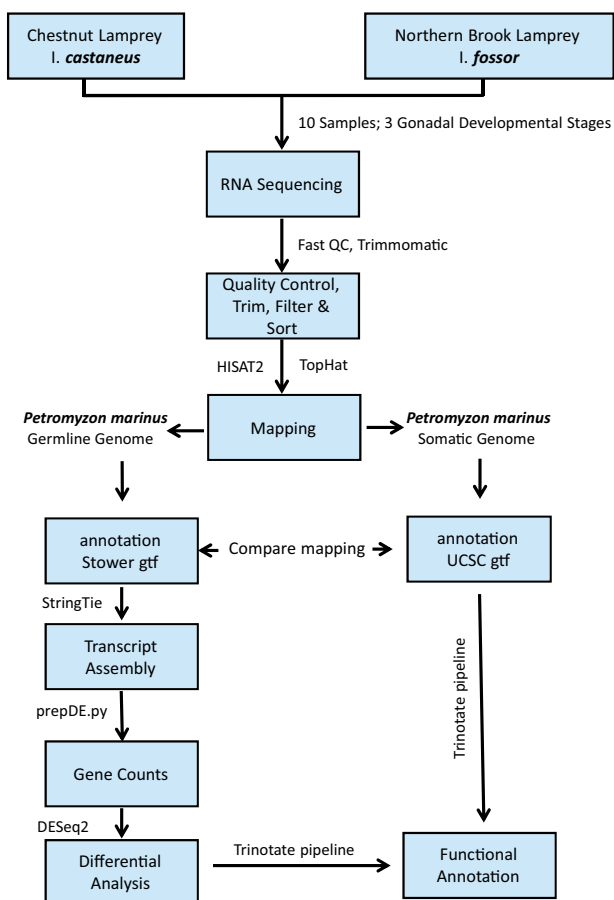 Chestnut Lamprey
I. castaneus
Northern Brook Lamprey
I. fossor
10 Samples; 3 Gonadal Developmental Stages
RNA Sequencing
Fast QC, Trimmomatic
Quality Control,
Trim, Filter &
Sort
HISAT2
TopHat
Mapping
Petromyzon marinus
Germline Genome
Petromyzon marinus
Somatic Genome
annotation
Stower gtf
Compare mapping
annotation
UCSC gtf
StringTie
Transcript
Assembly
Trinotate pipeline
prepDE.py
Gene Counts
DESeq2
Differential
Analysis
Trinotate pipeline
Functional
Annotation